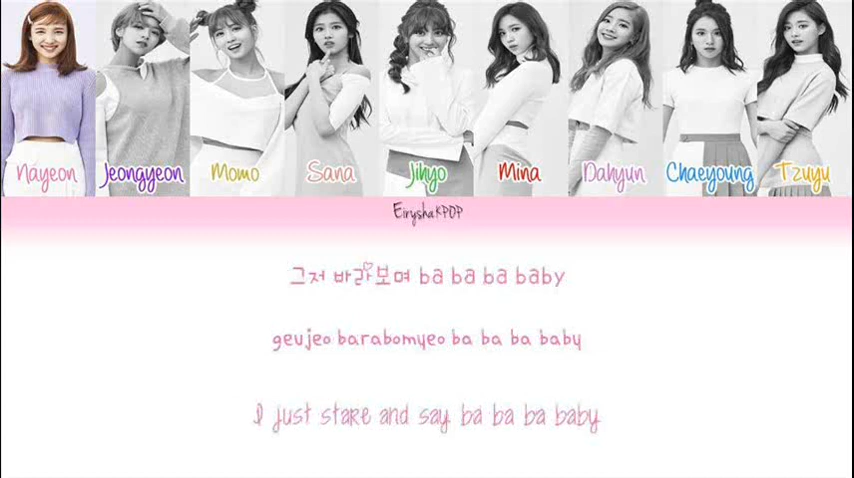 Nayeon Jeongyeon Momo Sana Jihyo Mina Dahyun Chaeyoung Tzuyu
EiryshaKPOP
그저 바라보며 ba ba ba baby
geujeo barabomyeo ba ba ba baby
I just stare and say ba ba ba baby